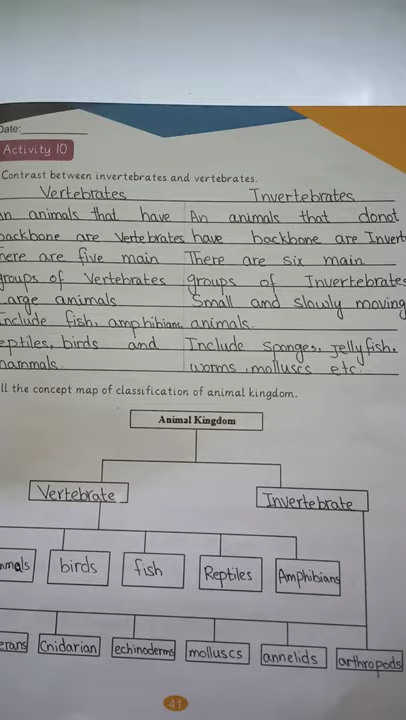 Date:
Activity 10
Contrast between invertebrates and vertebrates.
Vertebrates Invertebrates
animals that have An animals that donot
backbone are Vertebrates have backbone are Invert
here are five main There are six main
groups of Vertebrates groups of Invertebrates
Large animals Small and slowly moving
Include fish, amphibians, animals.
reptiles, birds and Include sponges, Jellyfish,
mammals. worms, molluscs etc.
ll the concept map of classification of animal kingdom.
Animal Kingdom
Vertebrate Invertebrate
mmals birds fish Reptiles Amphibians
erans Cnidarian echinoderms molluscs annelids arthropods
41